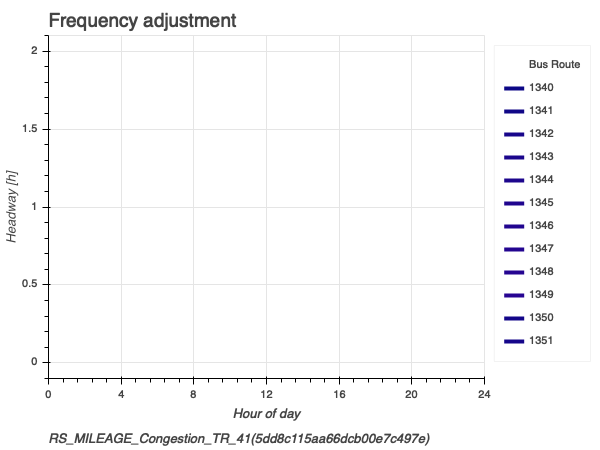 Frequency adjustment
Bus Route
1340
1341
1342
1343
1344
1345
1346
1347
1348
1349
1350
1351
Headway [h]
2
1.5
1
0.5
0
0 4 8 12 16 20 24
Hour of day
RS_MILEAGE_Congestion_TR_41(5dd8c115aa66dcb00e7c497e)